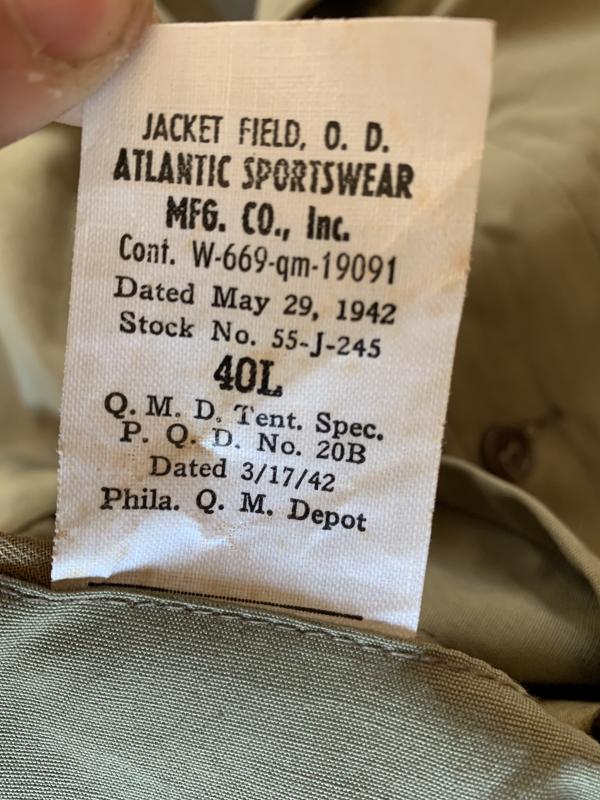 JACKET FIELD, O. D.
ATLANTIC SPORTSWEAR
MFG. CO., Inc.
Cont. W-669-qm-19091
Dated May 29, 1942
Stock No. 55-J-245
40L
Q. M. D. Tent. Spec.
P. Q. D. No. 20B
Dated 3/17/42
Phila. Q. M. Depot